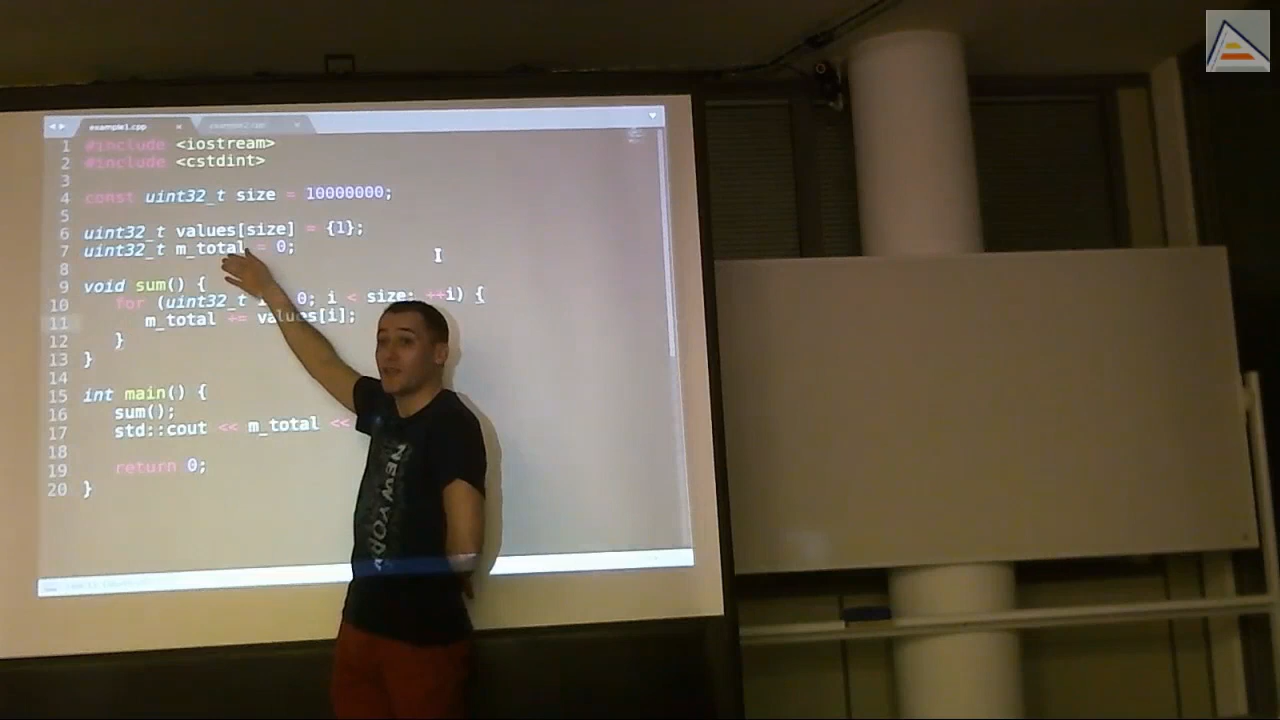 example1.cpp example2.cpp
1 #include <iostream>
2 #include <cstdint>
3
4 const uint32_t size = 10000000;
5
6 uint32_t values[size] = {1};
7 uint32_t m_total = 0;
8
9 void sum() {
10 for (uint32_t i 0; i < size; ++i) {
11 m_total += values[i];
12 }
13 }
14
15 int main() {
16 sum();
17 std::cout << m_total <<
18
19 return 0;
20 }
NEW YORK